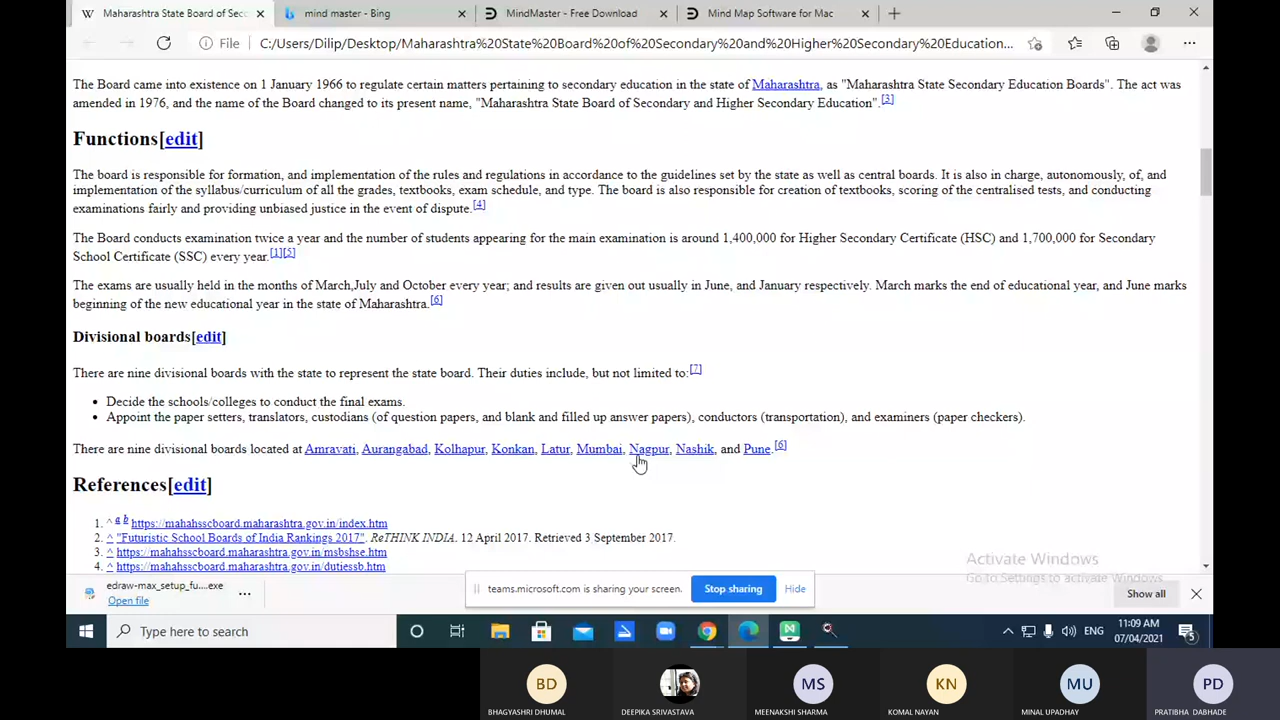 Maharashtra State Board of Sec
mind master - Bing
MindMaster - Free Download
Mind Map Software for Mac
File
C:/Users/Dilip/Desktop/Maharashtra%20State%20Board%20of%20Secondary%20and%20Higher%20Secondary%20Education...
The Board came into existence on 1 January 1966 to regulate certain matters pertaining to secondary education in the state of Maharashtra, as "Maharashtra State Secondary Education Boards". The act was
amended in 1976, and the name of the Board changed to its present name, "Maharashtra State Board of Secondary and Higher Secondary Education".[3]
Functions[edit]
The board is responsible for formation, and implementation of the rules and regulations in accordance to the guidelines set by the state as well as central boards. It is also in charge, autonomously, of, and
implementation of the syllabus/curriculum of all the grades, textbooks, exam schedule, and type. The board is also responsible for creation of textbooks, scoring of the centralised tests, and conducting
examinations fairly and providing unbiased justice in the event of dispute.[4]
The Board conducts examination twice a year and the number of students appearing for the main examination is around 1,400,000 for Higher Secondary Certificate (HSC) and 1,700,000 for Secondary
School Certificate (SSC) every year.[1][5]
The exams are usually held in the months of March,July and October every year; and results are given out usually in June, and January respectively. March marks the end of educational year, and June marks
beginning of the new educational year in the state of Maharashtra.[6]
Divisional boards[edit]
There are nine divisional boards with the state to represent the state board. Their duties include, but not limited to:[7]
• Decide the schools/colleges to conduct the final exams.
• Appoint the paper setters, translators, custodians (of question papers, and blank and filled up answer papers), conductors (transportation), and examiners (paper checkers).
There are nine divisional boards located at Amravati, Aurangabad, Kolhapur, Konkan, Latur, Mumbai, Nagpur, Nashik, and Pune.[6]
References[edit]
1. ^ a b https://mahahsscboard.maharashtra.gov.in/index.htm
2. ^ "Futuristic School Boards of India Rankings 2017". ReTHINK INDIA. 12 April 2017. Retrieved 3 September 2017.
3. ^ https://mahahsscboard.maharashtra.gov.in/msbshse.htm
4. ^ https://mahahsscboard.maharashtra.gov.in/dutiessb.htm
Activate Windows
Go to Settings to activate Windows.
edraw-max_setup_fu....exe
Open file
teams.microsoft.com is sharing your screen.
Stop sharing
Hide
Show all
Type here to search
ENG
11:09 AM
07/04/2021
5
BD
MS
KN
MU
PD
BHAGYASHRI DHUMAL
DEEPIKA SRIVASTAVA
MEENAKSHI SHARMA
KOMAL NAYAN
MINAL UPADHAY
PRATIBHA DABHADE